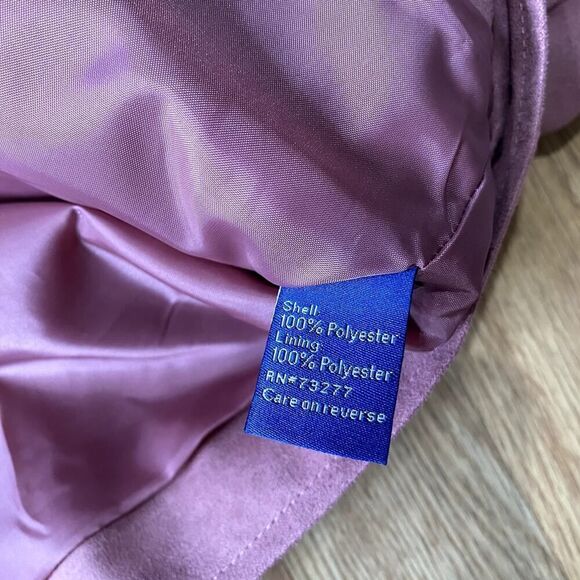 Shell:
100% Polyester
Lining:
100% Polyester
RN#73277
Care on reverse